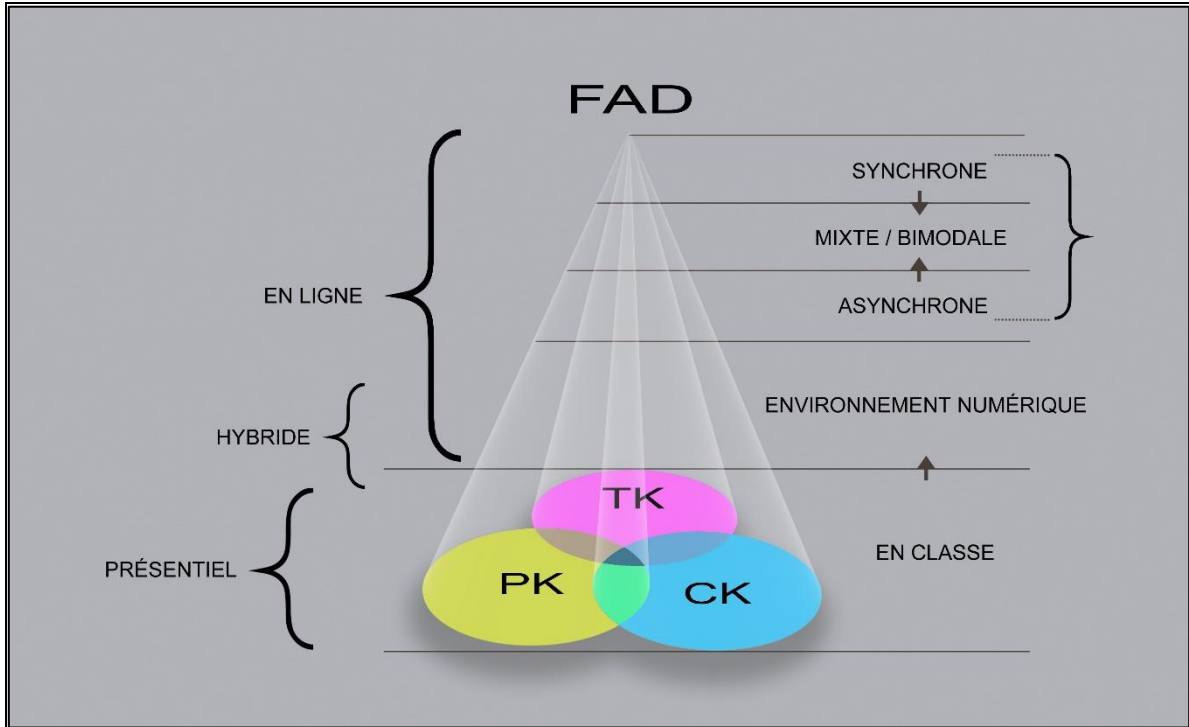 FAD
SYNCHRONE
MIXTE / BIMODALE
EN LIGNE
ASYNCHRONE
ENVIRONNEMENT NUMÉRIQUE
HYBRIDE
TK
EN CLASSE
PRÉSENTIEL
PK
CK